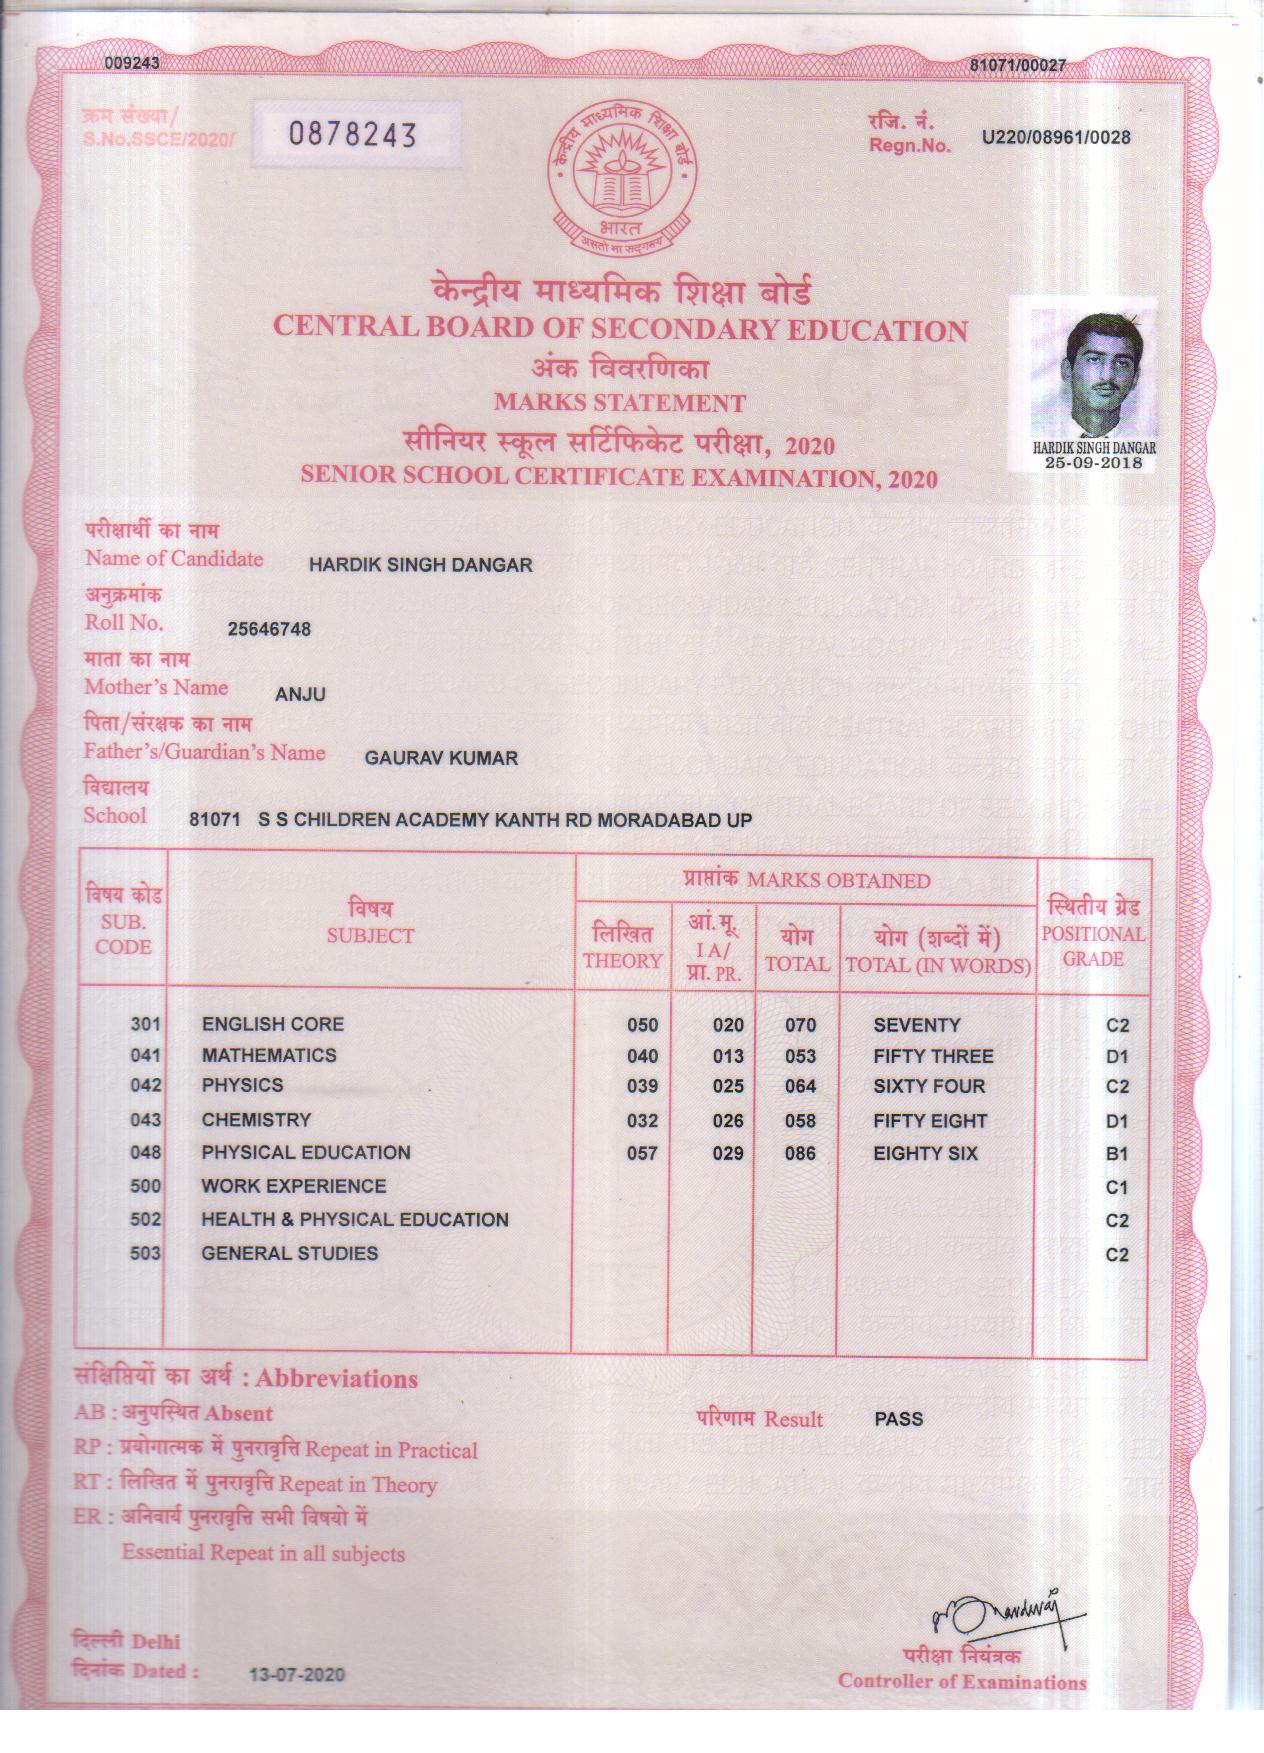 009243
81071/00027
क्रम संख्या/
S.No.SSCE/2020/
0878243
रजि. नं.
Regn.No.
U220/08961/0028
केन्द्रीय माध्यमिक शिक्षा बोर्ड
भारत
असतो मा सद्गमय
केन्द्रीय माध्यमिक शिक्षा बोर्ड
CENTRAL BOARD OF SECONDARY EDUCATION
अंक विवरणिका
MARKS STATEMENT
सीनियर स्कूल सर्टिफिकेट परीक्षा, 2020
SENIOR SCHOOL CERTIFICATE EXAMINATION, 2020
HARDIK SINGH DANGAR
25-09-2018
परीक्षार्थी का नाम
Name of Candidate HARDIK SINGH DANGAR
अनुक्रमांक
Roll No. 25646748
माता का नाम
Mother's Name ANJU
पिता/संरक्षक का नाम
Father's/Guardian's Name GAURAV KUMAR
विद्यालय
School 81071 S S CHILDREN ACADEMY KANTH RD MORADABAD UP
विषय कोड
SUB.
CODE
विषय
SUBJECT
प्राप्तांक MARKS OBTAINED
लिखित
THEORY
आं.मू.
I A/
प्रा. PR.
योग
TOTAL
योग (शब्दों में)
TOTAL (IN WORDS)
स्थितीय ग्रेड
POSITIONAL
GRADE
301 ENGLISH CORE 050 020 070 SEVENTY C2
041 MATHEMATICS 040 013 053 FIFTY THREE D1
042 PHYSICS 039 025 064 SIXTY FOUR C2
043 CHEMISTRY 032 026 058 FIFTY EIGHT D1
048 PHYSICAL EDUCATION 057 029 086 EIGHTY SIX B1
500 WORK EXPERIENCE C1
502 HEALTH & PHYSICAL EDUCATION C2
503 GENERAL STUDIES C2
संक्षिप्तियों का अर्थ : Abbreviations
AB : अनुपस्थित Absent
परिणाम Result PASS
RP : प्रयोगात्मक में पुनरावृत्ति Repeat in Practical
RT : लिखित में पुनरावृत्ति Repeat in Theory
ER : अनिवार्य पुनरावृत्ति सभी विषयो में
Essential Repeat in all subjects
दिल्ली Delhi
दिनांक Dated : 13-07-2020
परीक्षा नियंत्रक
Controller of Examinations